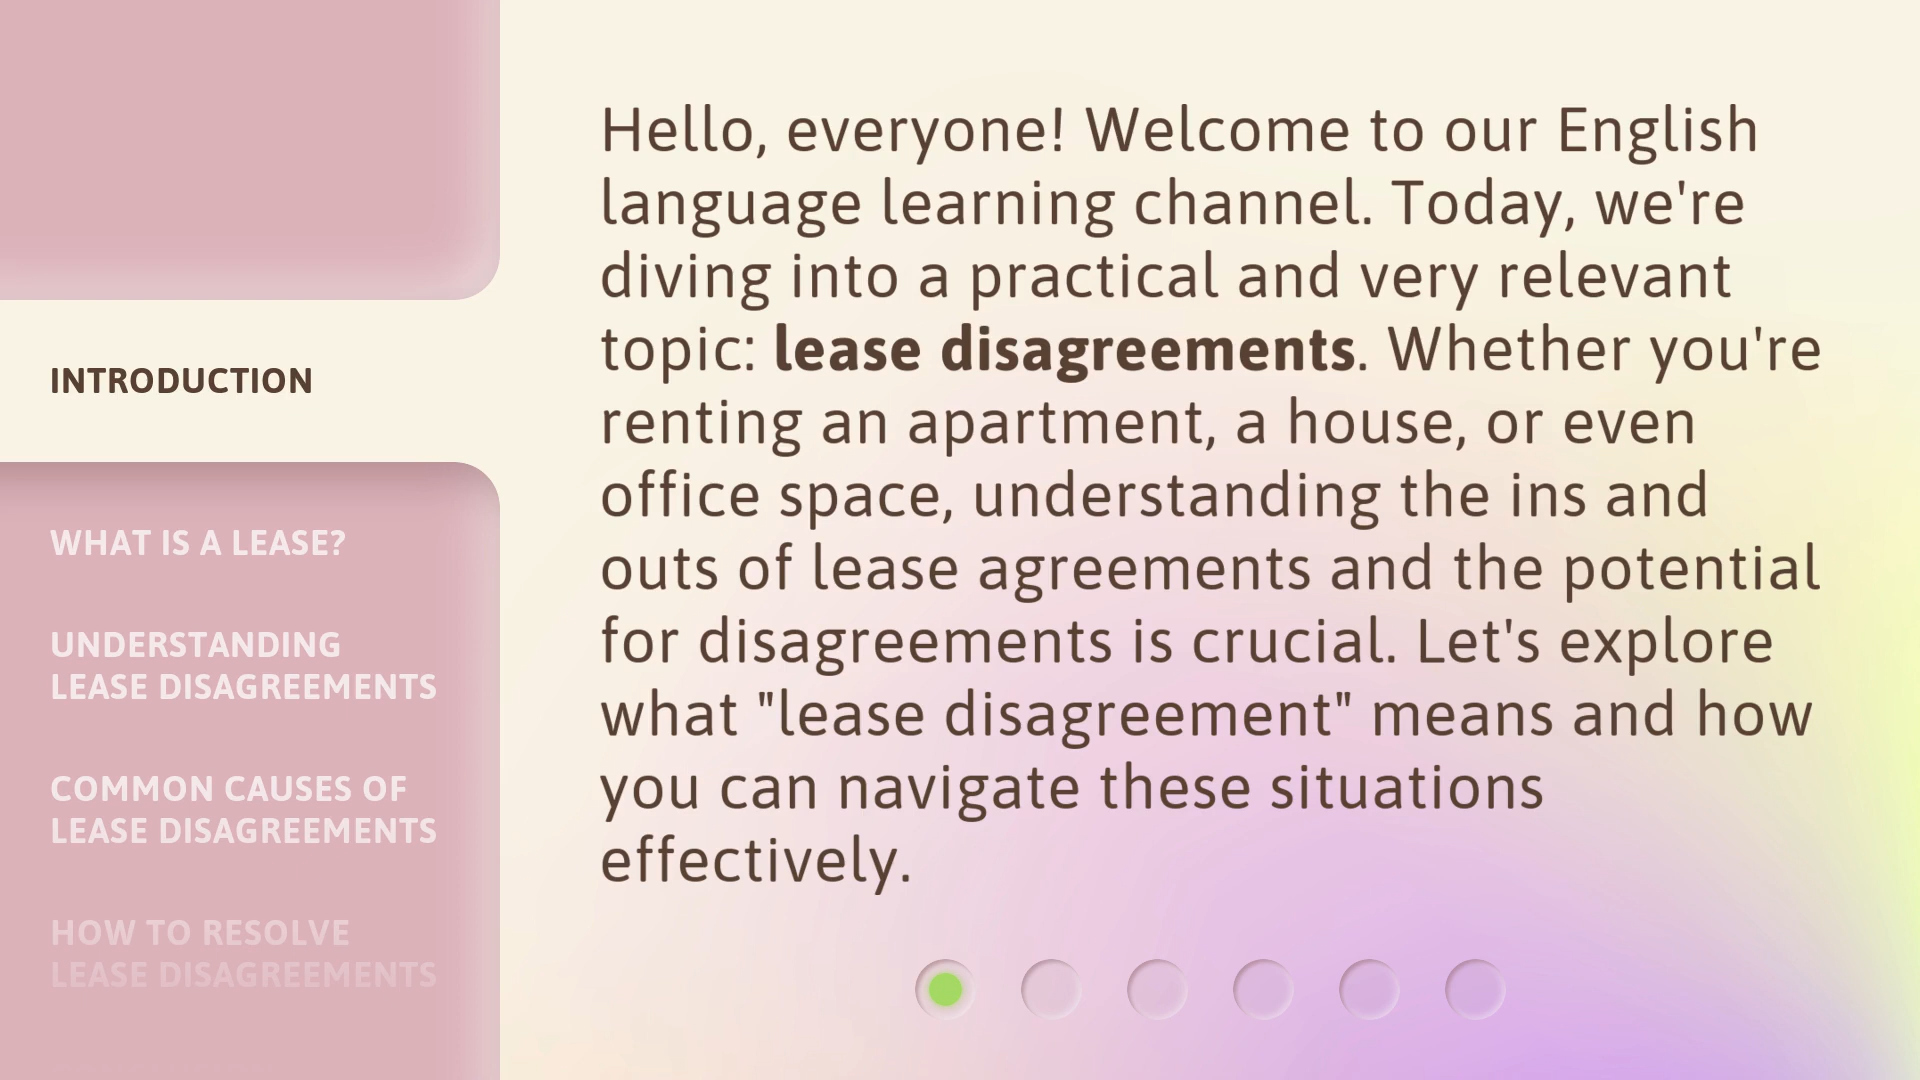 INTRODUCTION
WHAT IS A LEASE?
UNDERSTANDING
LEASE DISAGREEMENTS
COMMON CAUSES OF
LEASE DISAGREEMENTS
HOW TO RESOLVE
LEASE DISAGREEMENTS
Hello, everyone! Welcome to our English
language learning channel. Today, we're
diving into a practical and very relevant
topic: lease disagreements. Whether you're
renting an apartment, a house, or even
office space, understanding the ins and
outs of lease agreements and the potential
for disagreements is crucial. Let's explore
what "lease disagreement" means and how
you can navigate these situations
effectively.